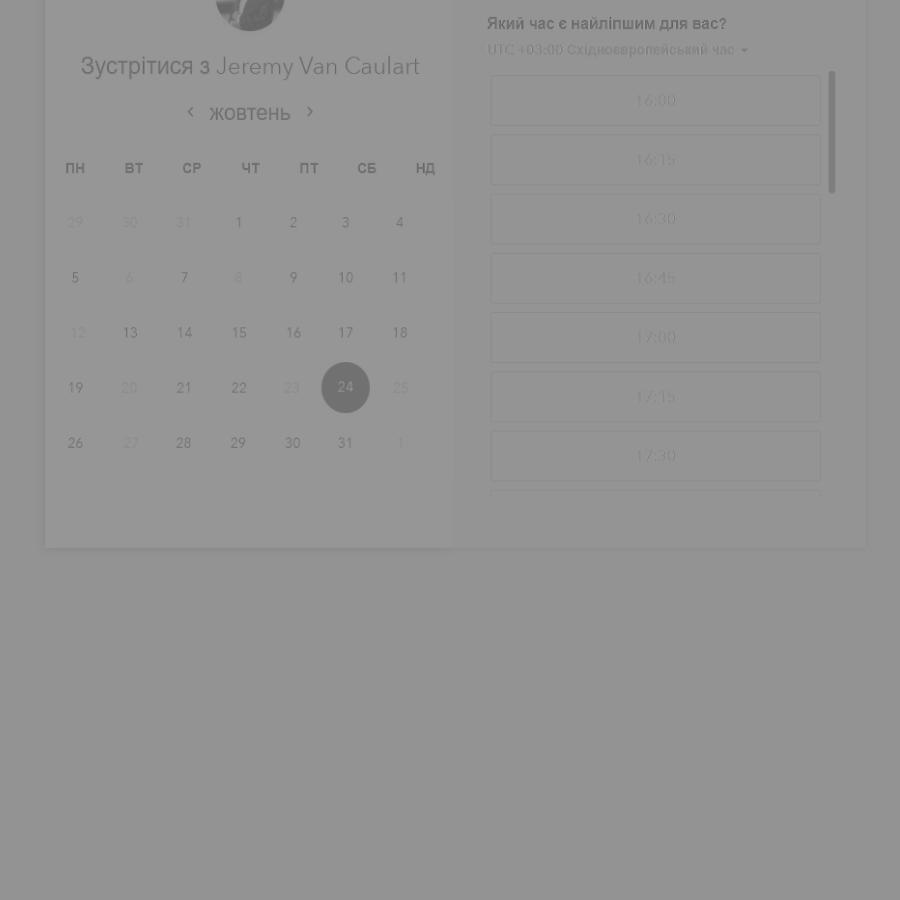 Зустрітися з Jeremy Van Caulart
жовтень
ПН ВТ СР ЧТ ПТ СБ НД
29 30 31 1 2 3 4
5 6 7 8 9 10 11
12 13 14 15 16 17 18
19 20 21 22 23 24 25
26 27 28 29 30 31 1
Який час є найліпшим для вас?
UTC +03:00 Східноєвропейський час
16:00
16:15
16:30
16:45
17:00
17:15
17:30